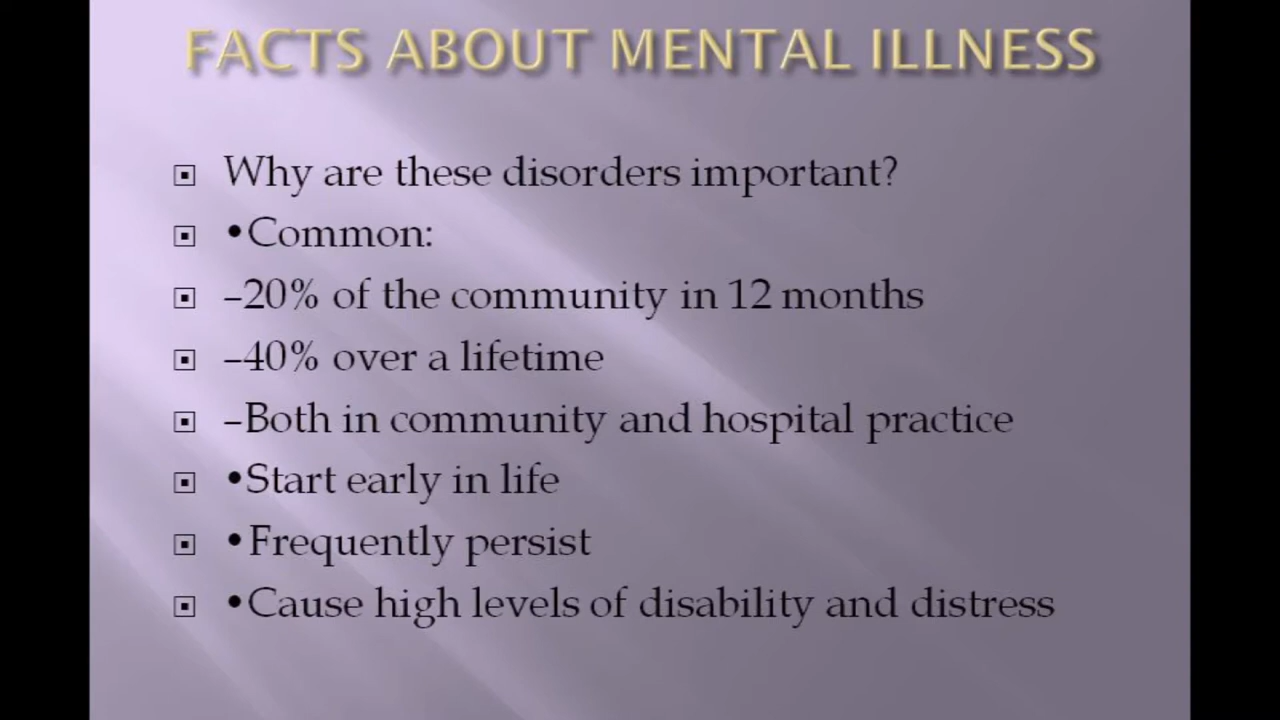 FACTS ABOUT MENTAL ILLNESS
Why are these disorders important?
•Common:
–20% of the community in 12 months
–40% over a lifetime
–Both in community and hospital practice
•Start early in life
•Frequently persist
•Cause high levels of disability and distress